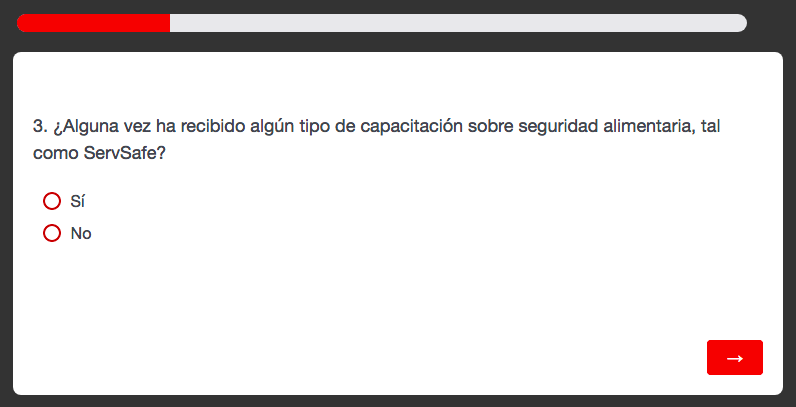 3. ¿Alguna vez ha recibido algún tipo de capacitación sobre seguridad alimentaria, tal
como ServSafe?
Sí
No
→